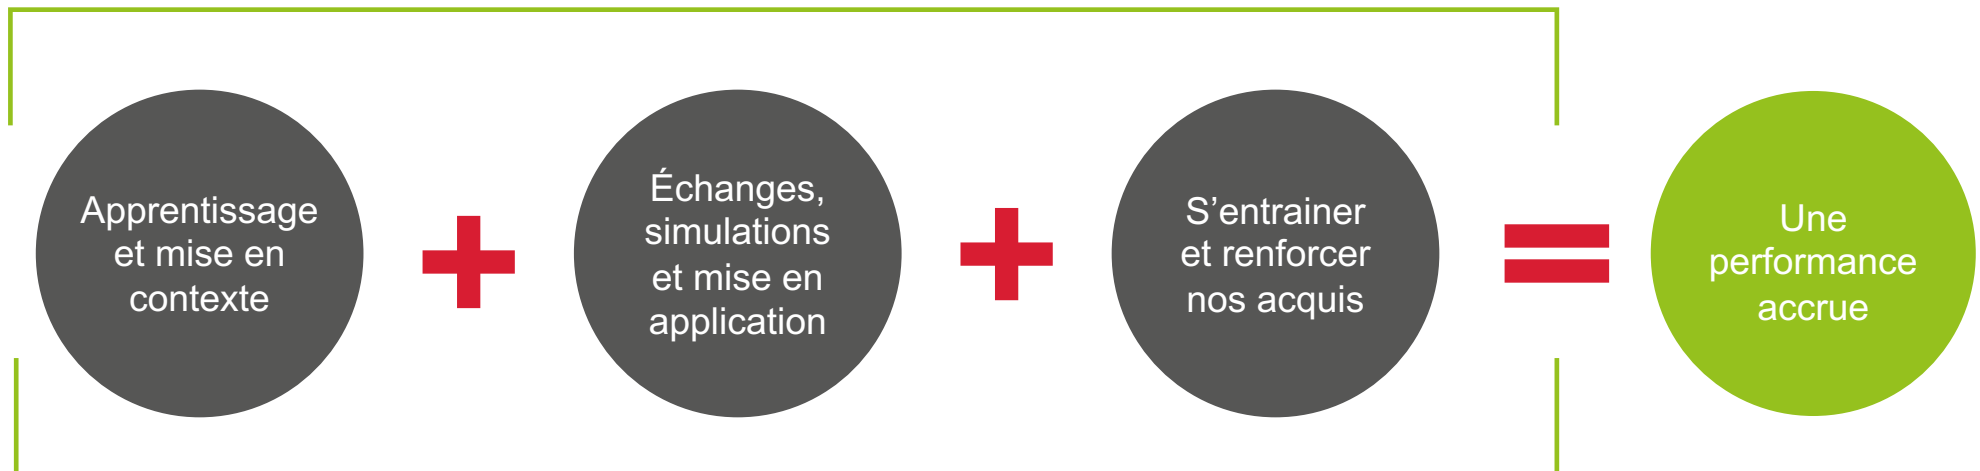 Apprentissage
et mise en
contexte
Échanges,
simulations
et mise en
application
S’entrainer
et renforcer
nos acquis
Une
performance
accrue